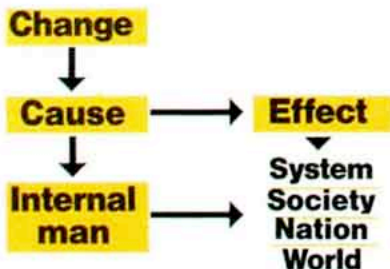 Change
Cause
Effect
Internal
man
System
Society
Nation
World